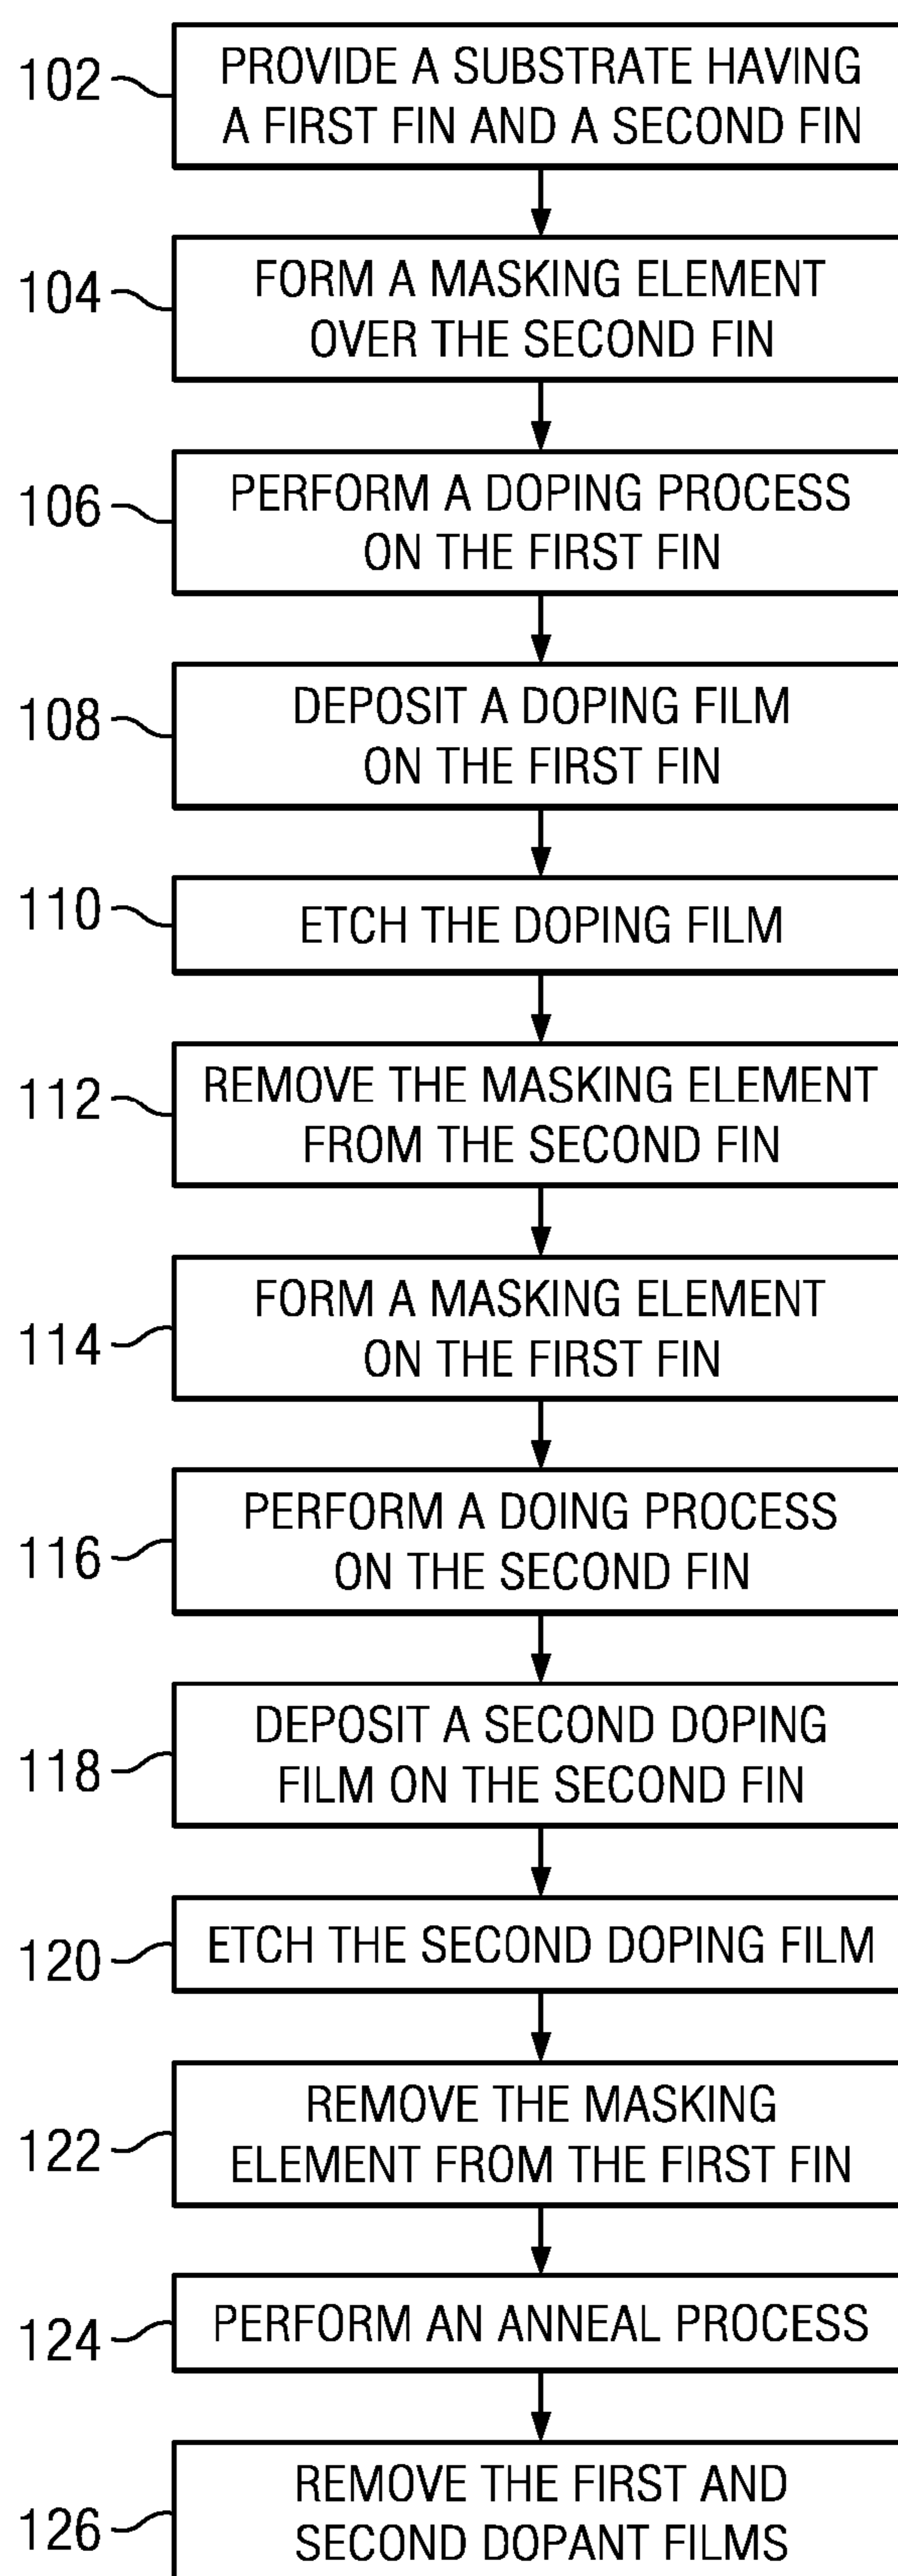 102
PROVIDE A SUBSTRATE HAVING
A FIRST FIN AND A SECOND FIN
104
FORM A MASKING ELEMENT
OVER THE SECOND FIN
106
PERFORM A DOPING PROCESS
ON THE FIRST FIN
108
DEPOSIT A DOPING FILM
ON THE FIRST FIN
110
ETCH THE DOPING FILM
112
REMOVE THE MASKING ELEMENT
FROM THE SECOND FIN
114
FORM A MASKING ELEMENT
ON THE FIRST FIN
116
PERFORM A DOING PROCESS
ON THE SECOND FIN
118
DEPOSIT A SECOND DOPING
FILM ON THE SECOND FIN
120
ETCH THE SECOND DOPING FILM
122
REMOVE THE MASKING
ELEMENT FROM THE FIRST FIN
124
PERFORM AN ANNEAL PROCESS
126
REMOVE THE FIRST AND
SECOND DOPANT FILMS